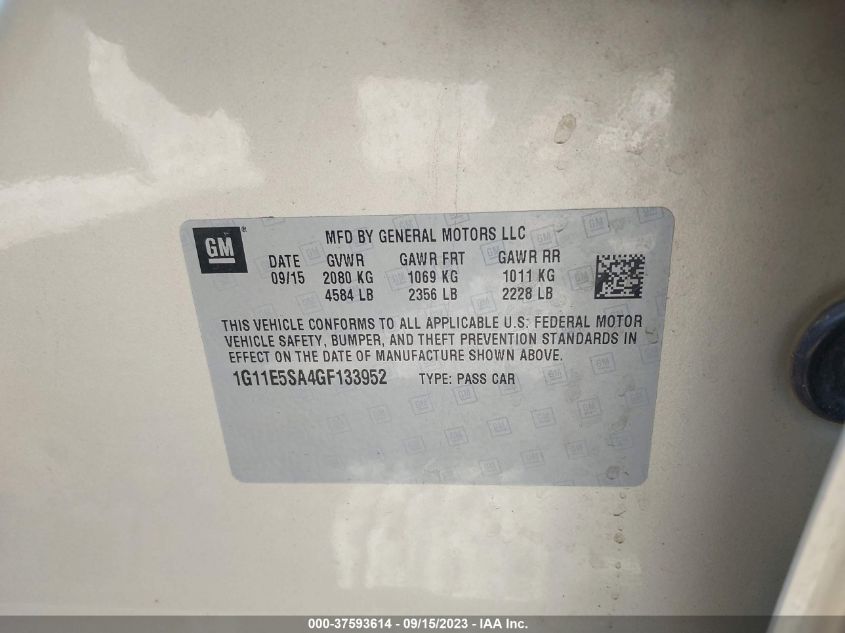 GM ® MFD BY GENERAL MOTORS LLC
DATE GVWR GAWR FRT GAWR RR
09/15 2080 KG 1069 KG 1011 KG
4584 LB 2356 LB 2228 LB
THIS VEHICLE CONFORMS TO ALL APPLICABLE U.S. FEDERAL MOTOR
VEHICLE SAFETY, BUMPER, AND THEFT PREVENTION STANDARDS IN
EFFECT ON THE DATE OF MANUFACTURE SHOWN ABOVE.
1G11E5SA4GF133952 TYPE: PASS CAR
000-37593614 - 09/15/2023 - IAA Inc.